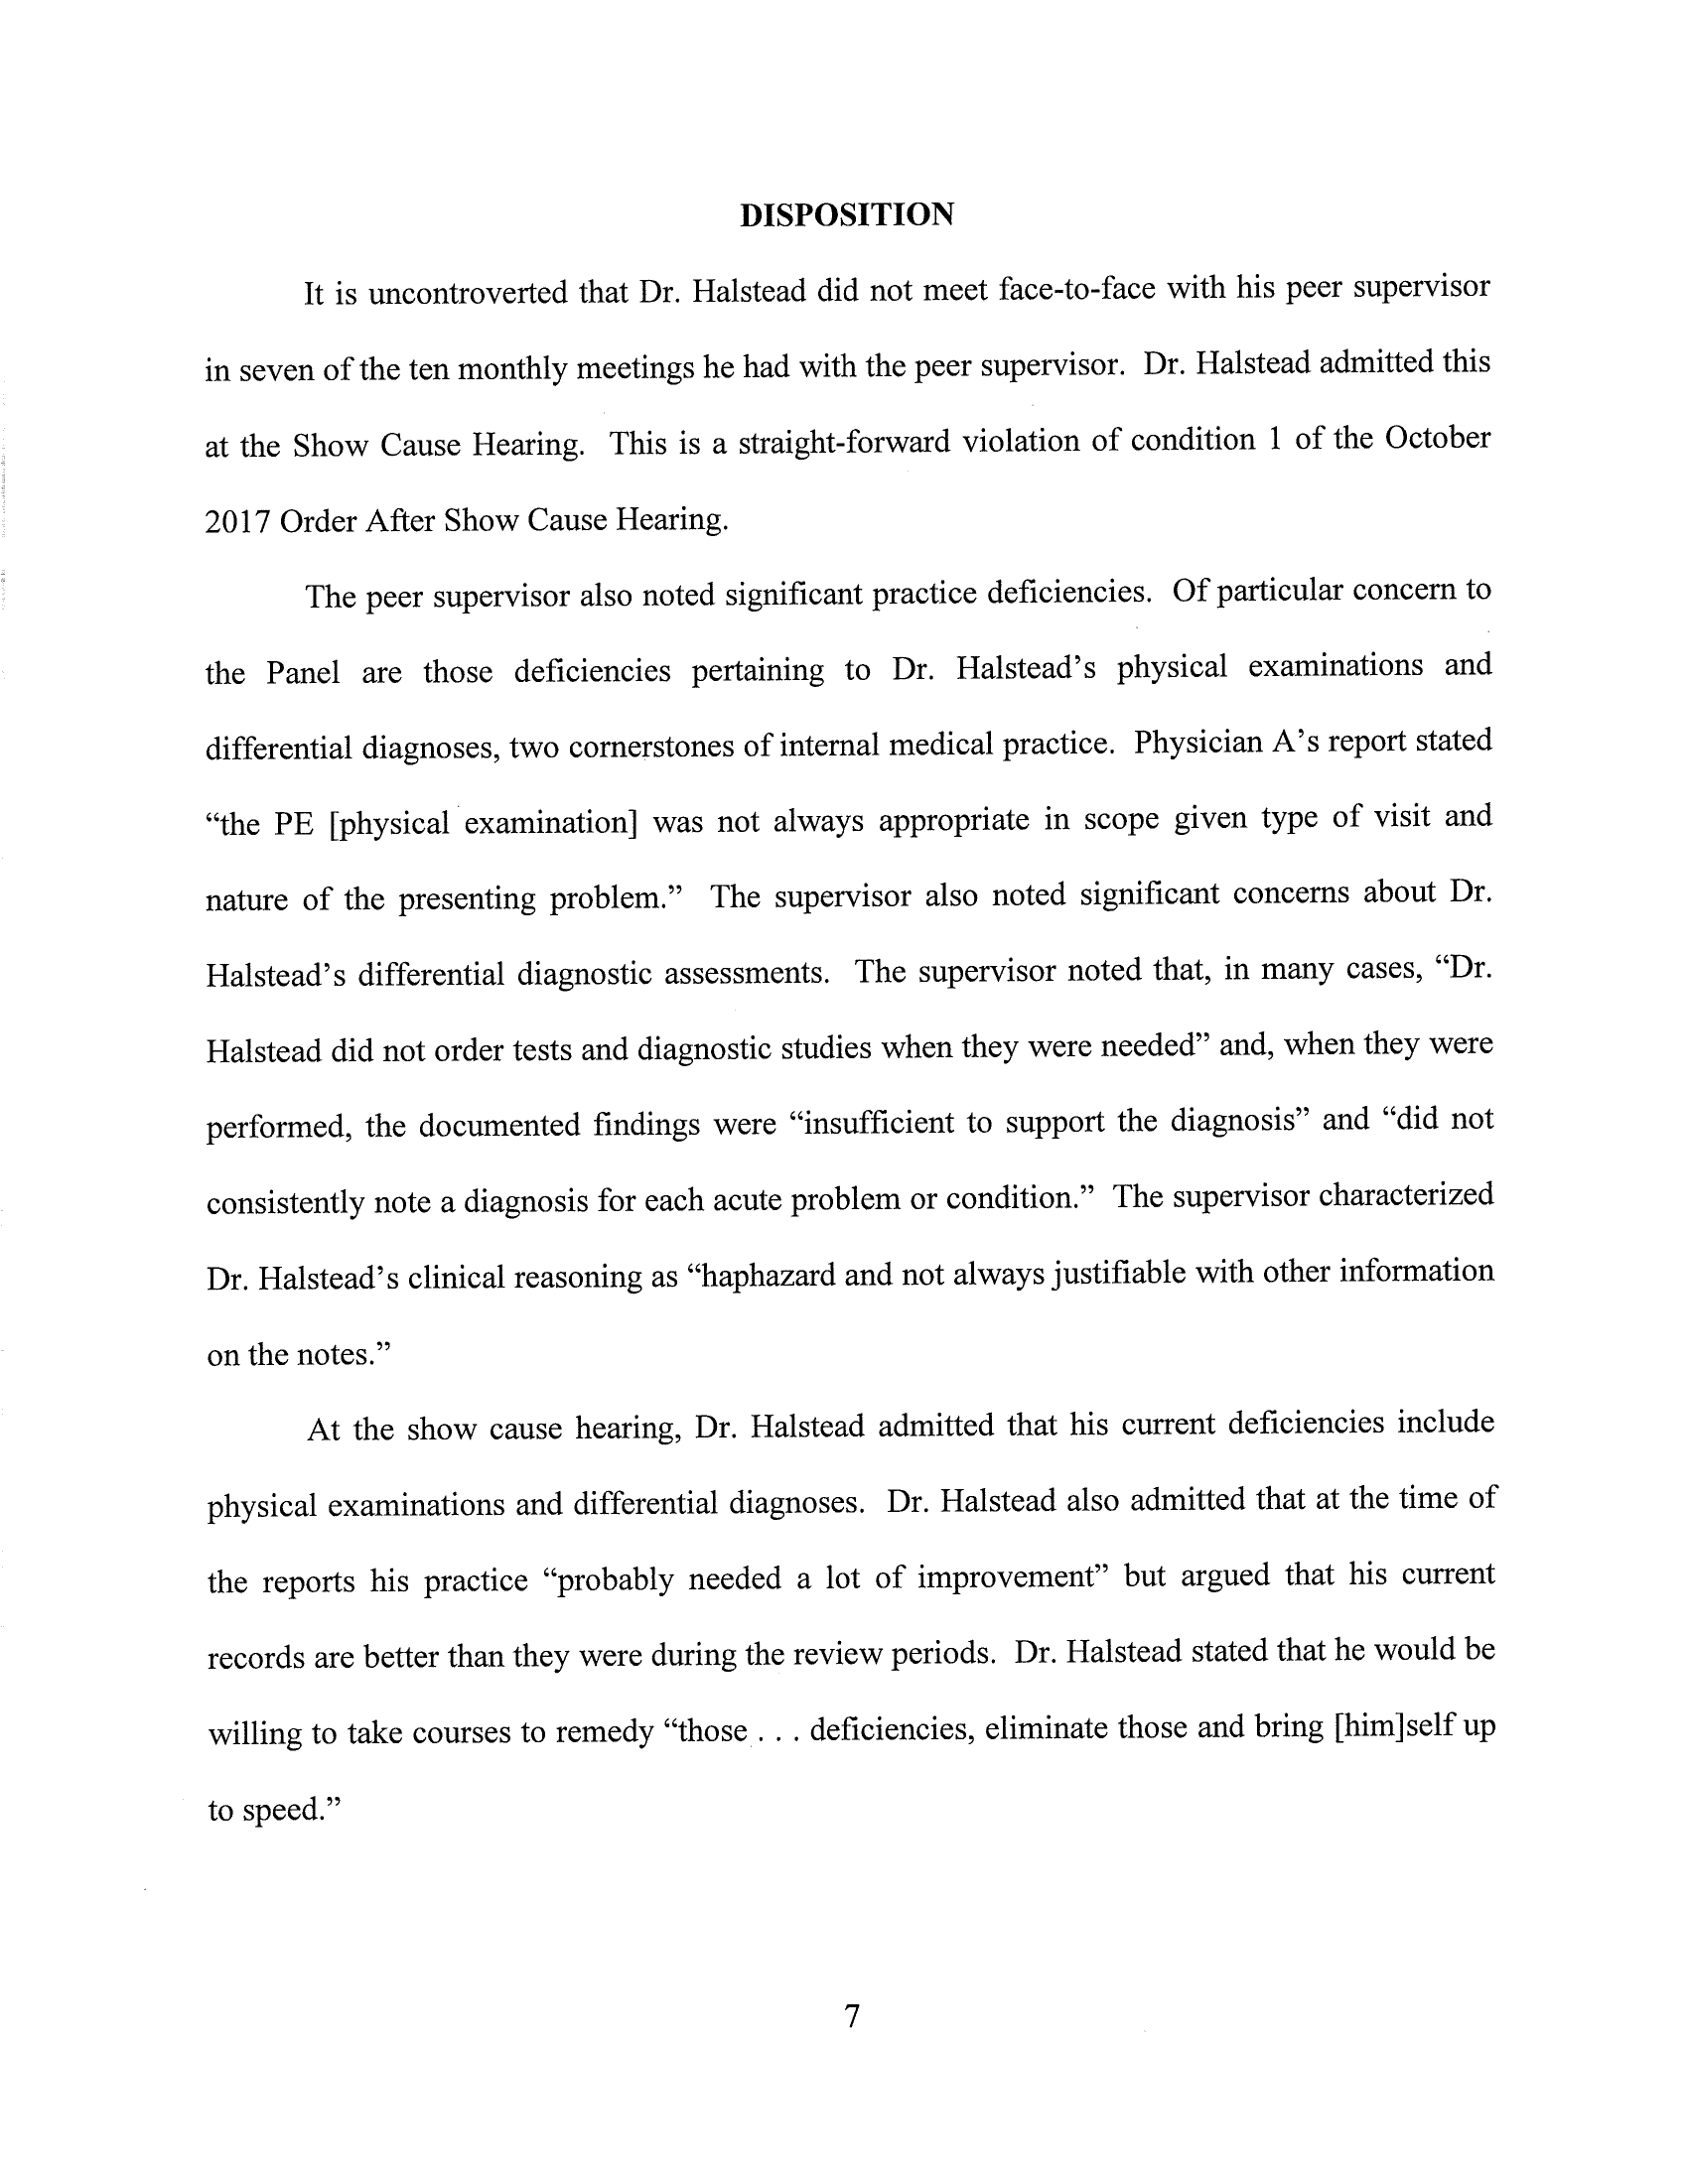 DISPOSITION
It is uncontroverted that Dr. Halstead did not meet face-to-face with his peer supervisor
in seven of the ten monthly meetings he had with the peer supervisor. Dr. Halstead admitted this
at the Show Cause Hearing. This is a straight-forward violation of condition 1 of the October
2017 Order After Show Cause Hearing.
The peer supervisor also noted significant practice deficiencies. Of particular concern to
the Panel are those deficiencies pertaining to Dr. Halstead’s physical examinations and
differential diagnoses, two cornerstones of internal medical practice. Physician A’s report stated
“the PE [physical examination] was not always appropriate in scope given type of visit and
nature of the presenting problem.” The supervisor also noted significant concerns about Dr.
Halstead’s differential diagnostic assessments. The supervisor noted that, in many cases, “Dr.
Halstead did not order tests and diagnostic studies when they were needed” and, when they were
performed, the documented findings were “insufficient to support the diagnosis” and “did not
consistently note a diagnosis for each acute problem or condition.” The supervisor characterized
Dr. Halstead’s clinical reasoning as “haphazard and not always justifiable with other information
on the notes.”
At the show cause hearing, Dr. Halstead admitted that his current deficiencies include
physical examinations and differential diagnoses. Dr. Halstead also admitted that at the time of
the reports his practice “probably needed a lot of improvement” but argued that his current
records are better than they were during the review periods. Dr. Halstead stated that he would be
willing to take courses to remedy “those . . . deficiencies, eliminate those and bring [him]self up
to speed.”
7